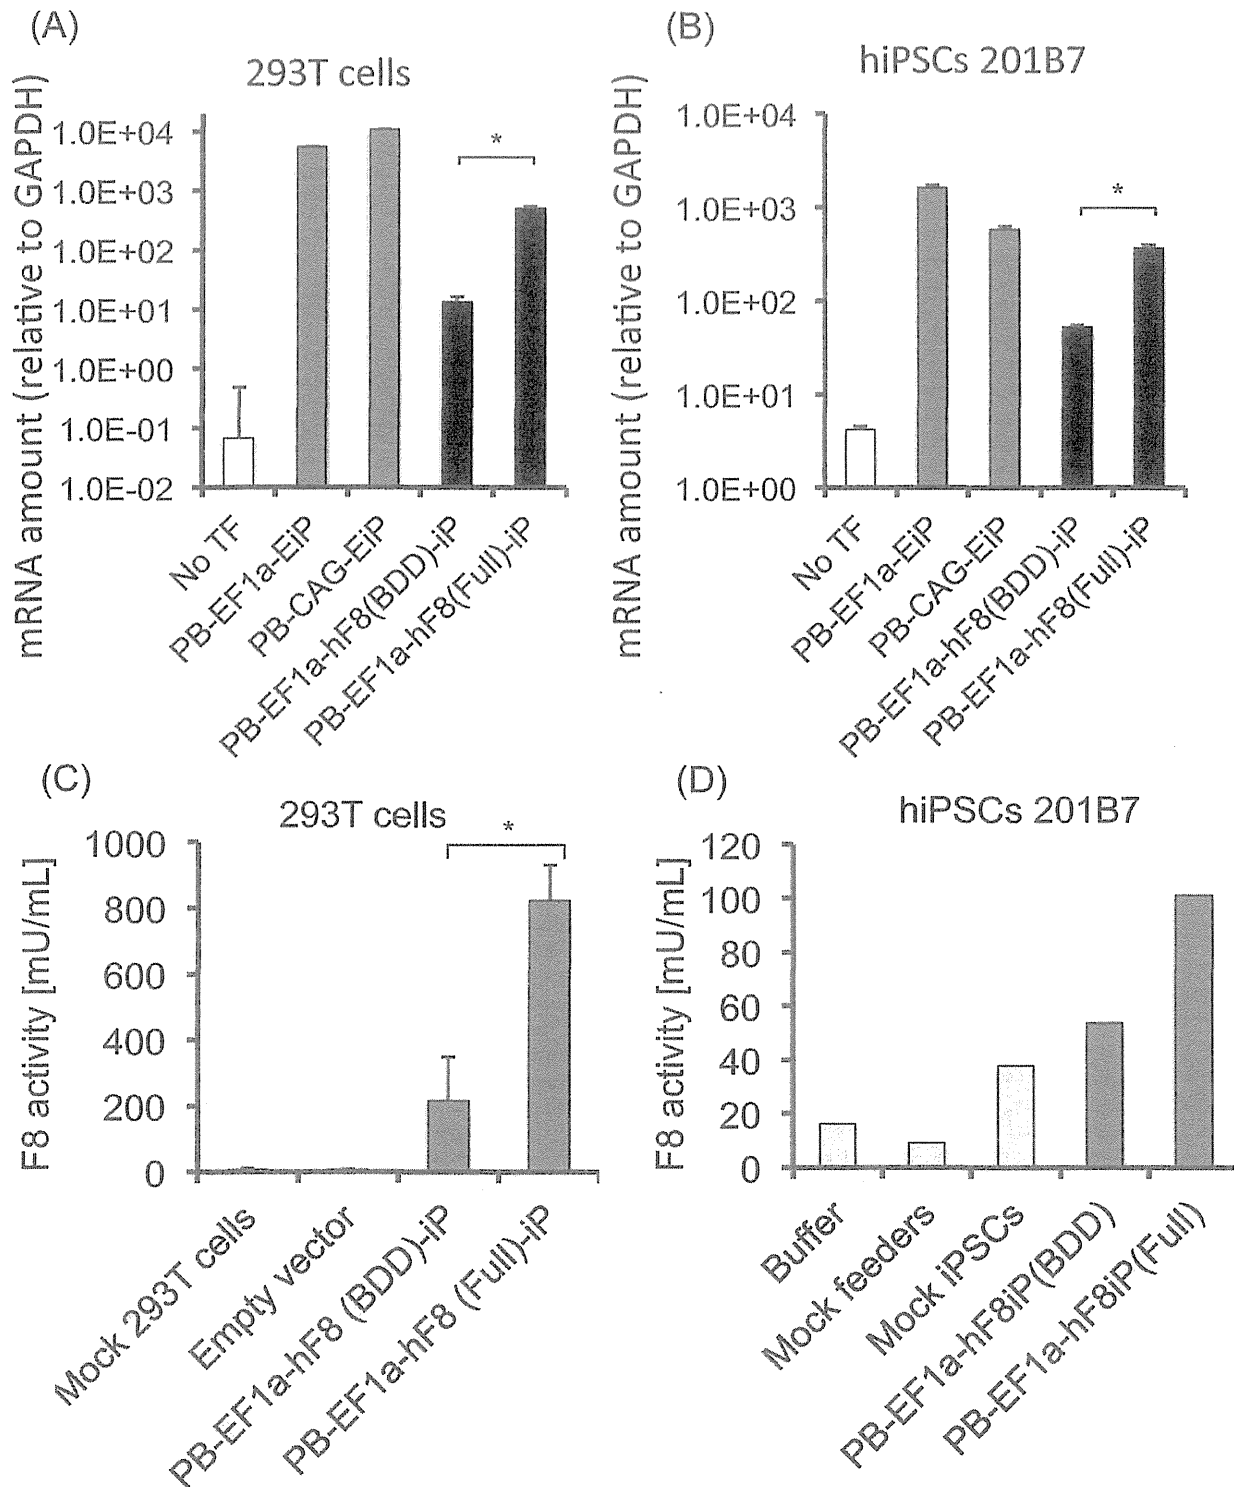 (A)
293T cells
mRNA amount (relative to GAPDH)
1.0E+04
1.0E+03
1.0E+02
1.0E+01
1.0E+00
1.0E-01
1.0E-02
*
No TF
PB-EF1a-EiP
PB-CAG-EiP
PB-EF1a-hF8(BDD)-iP
PB-EF1a-hF8(Full)-iP
(B)
hiPSCs 201B7
mRNA amount (relative to GAPDH)
1.0E+04
1.0E+03
1.0E+02
1.0E+01
1.0E+00
*
No TF
PB-EF1a-EiP
PB-CAG-EiP
PB-EF1a-hF8(BDD)-iP
PB-EF1a-hF8(Full)-iP
(C)
293T cells
F8 activity [mU/mL]
1000
800
600
400
200
0
*
Mock 293T cells
Empty vector
PB-EF1a-hF8 (BDD)-iP
PB-EF1a-hF8 (Full)-iP
(D)
hiPSCs 201B7
F8 activity [mU/mL]
120
100
80
60
40
20
0
Buffer
Mock feeders
Mock iPSCs
PB-EF1a-hF8iP(BDD)
PB-EF1a-hF8iP(Full)